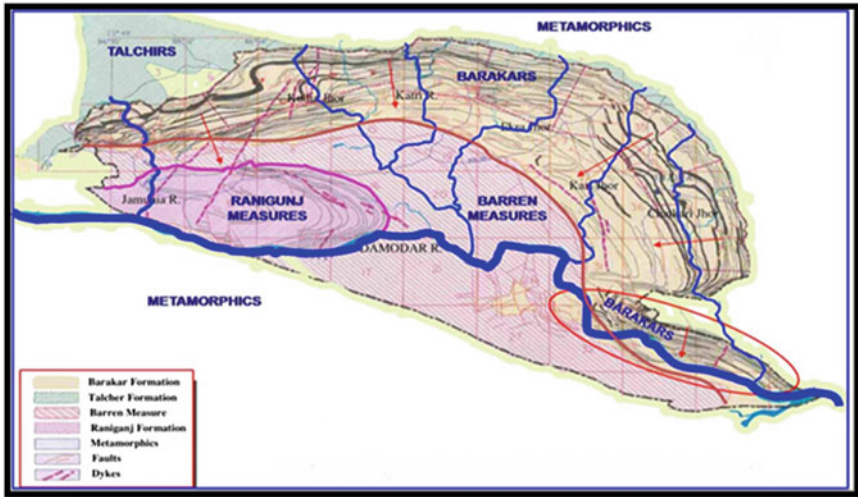 METAMORPHICS
TALCHIRS
BARAKARS
Katri R.
Jamunia R.
RANIGUNJ
MEASURES
BARREN
MEASURES
DAMODAR R.
METAMORPHICS
BARAKARS
Barakar Formation
Talcher Formation
Barren Measure
Raniganj Formation
Metamorphics
Faults
Dykes